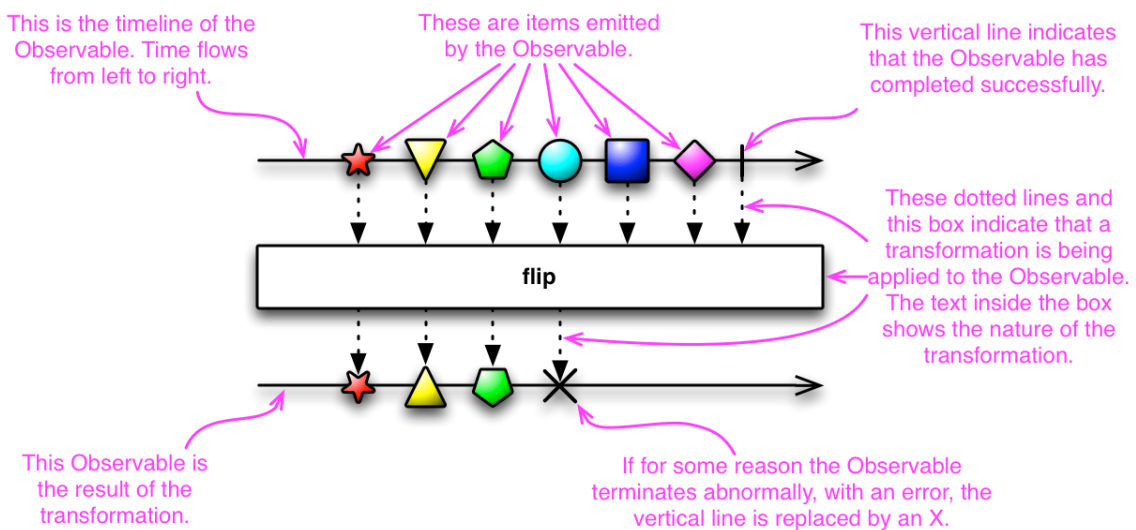 This is the timeline of the
Observable. Time flows
from left to right.
These are items emitted
by the Observable.
This vertical line indicates
that the Observable has
completed successfully.
These dotted lines and
this box indicate that a
transformation is being
applied to the Observable.
The text inside the box
shows the nature of the
transformation.
flip
This Observable is
the result of the
transformation.
If for some reason the Observable
terminates abnormally, with an error, the
vertical line is replaced by an X.